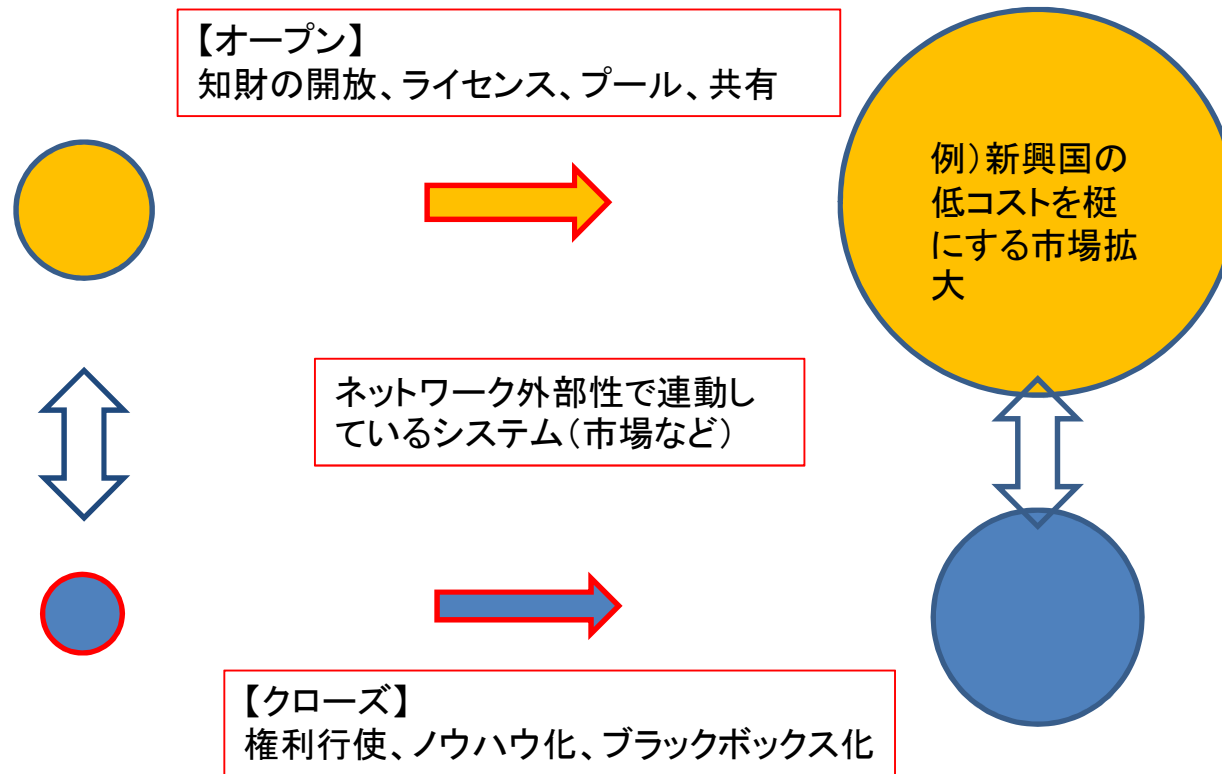 【オープン】
知財の開放、ライセンス、プール、共有
例）新興国の
低コストを梃
にする市場拡
大
ネットワーク外部性で連動し
ているシステム（市場など）
【クローズ】
権利行使、ノウハウ化、ブラックボックス化